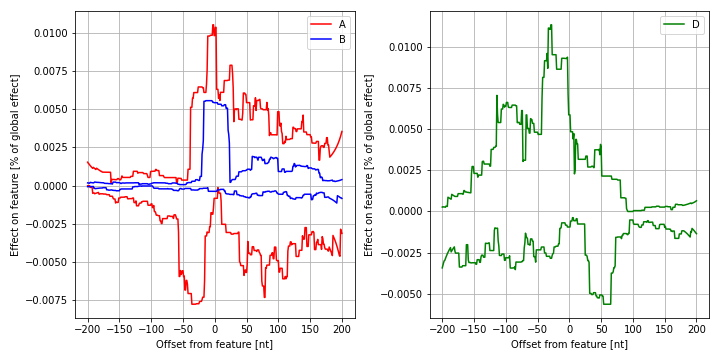 A
B
0.0100
0.0075
0.0050
0.0025
0.0000
−0.0025
−0.0050
−0.0075
Effect on feature [% of global effect]
−200 −150 −100 −50 0 50 100 150 200
Offset from feature [nt]
D
0.0100
0.0075
0.0050
0.0025
0.0000
−0.0025
−0.0050
Effect on feature [% of global effect]
−200 −150 −100 −50 0 50 100 150 200
Offset from feature [nt]